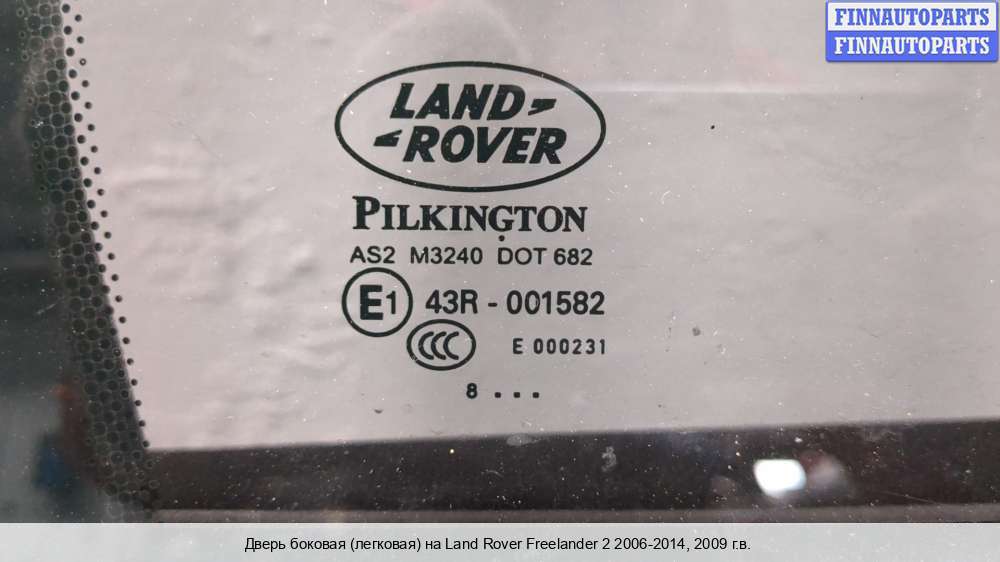 FINNAUTOPARTS
FINNAUTOPARTS
LAND
ROVER
PILKINGTON
AS2 M3240 DOT 682
E1 43R - 001582
CCC E 000231
8 ...
Дверь боковая (легковая) на Land Rover Freelander 2 2006-2014, 2009 г.в.